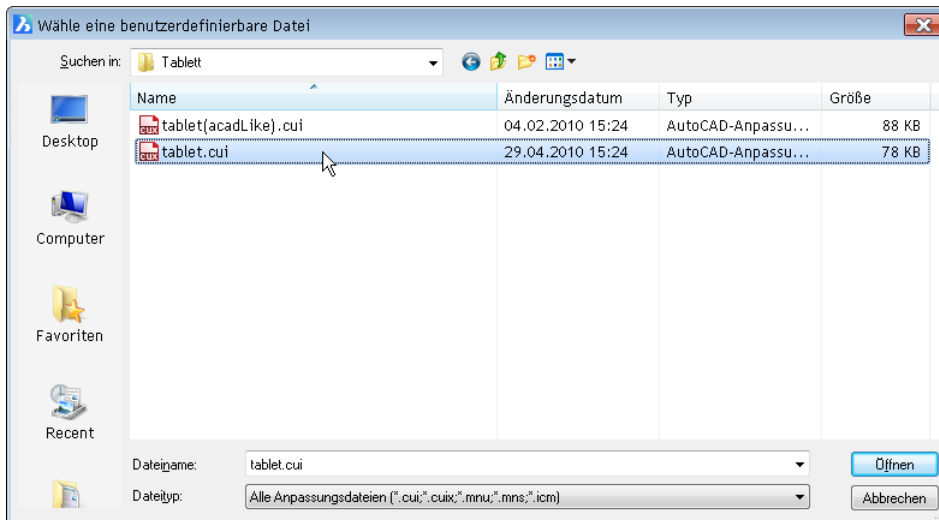 Wähle eine benutzerdefinierbare Datei
Suchen in: Tablett
Name Änderungsdatum Typ Größe
tablet(acadLike).cui 04.02.2010 15:24 AutoCAD-Anpassu... 88 KB
tablet.cui 29.04.2010 15:24 AutoCAD-Anpassu... 78 KB
Desktop
Computer
Favoriten
Recent
Dateiname: tablet.cui Öffnen
Dateityp: Alle Anpassungsdateien (*.cui;*.cuix;*.mnu;*.mns;*.icm) Abbrechen